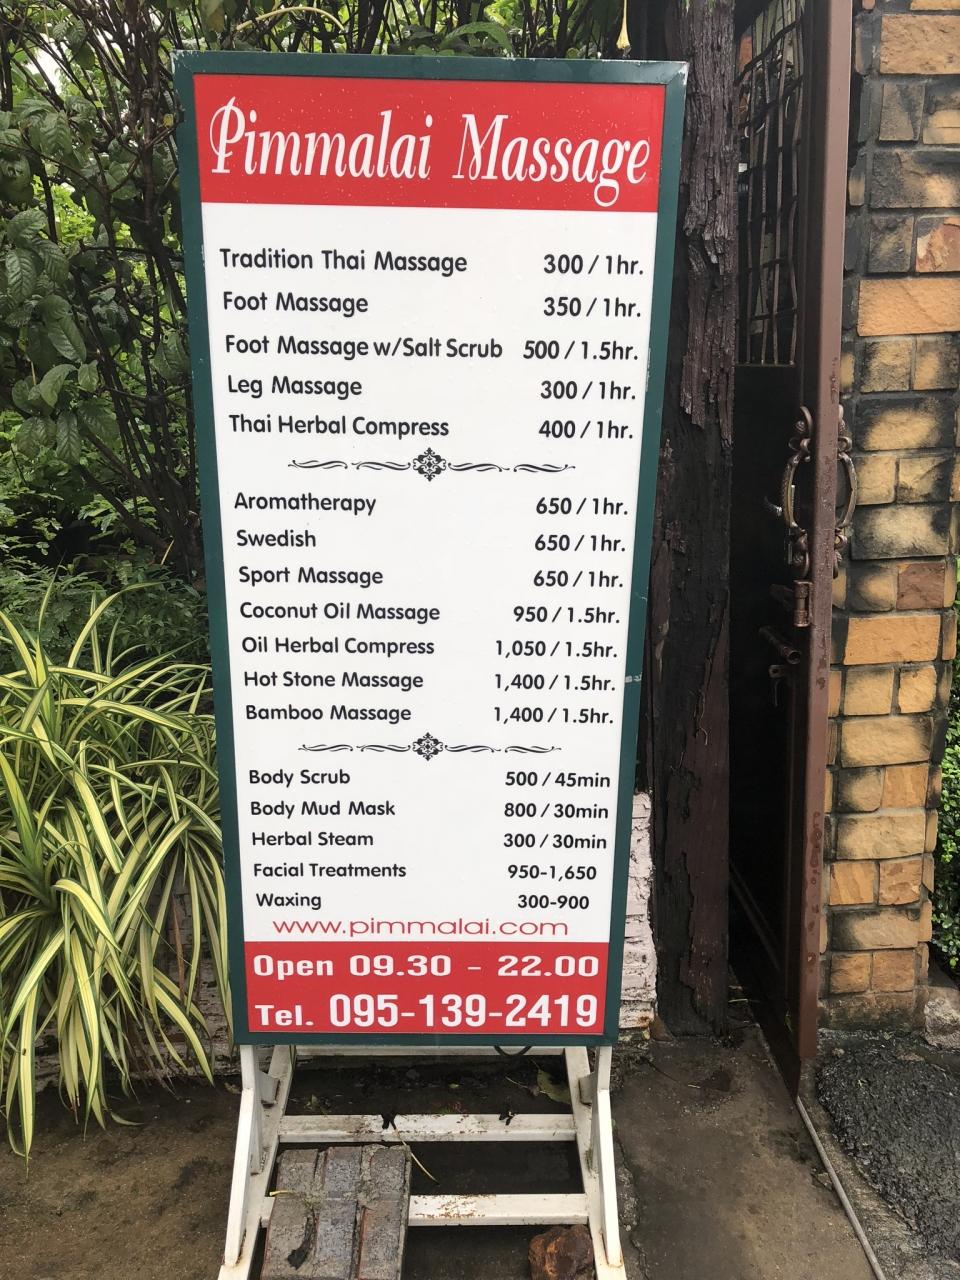 Pimmalai Massage
Tradition Thai Massage 300 / 1hr.
Foot Massage 350 / 1hr.
Foot Massage w/Salt Scrub 500 / 1.5hr.
Leg Massage 300 / 1hr.
Thai Herbal Compress 400 / 1hr.
Aromatherapy 650 / 1hr.
Swedish 650 / 1hr.
Sport Massage 650 / 1hr.
Coconut Oil Massage 950 / 1.5hr.
Oil Herbal Compress 1,050 / 1.5hr.
Hot Stone Massage 1,400 / 1.5hr.
Bamboo Massage 1,400 / 1.5hr.
Body Scrub 500 / 45min
Body Mud Mask 800 / 30min
Herbal Steam 300 / 30min
Facial Treatments 950-1,650
Waxing 300-900
www.pimmalai.com
Open 09.30 - 22.00
Tel. 095-139-2419